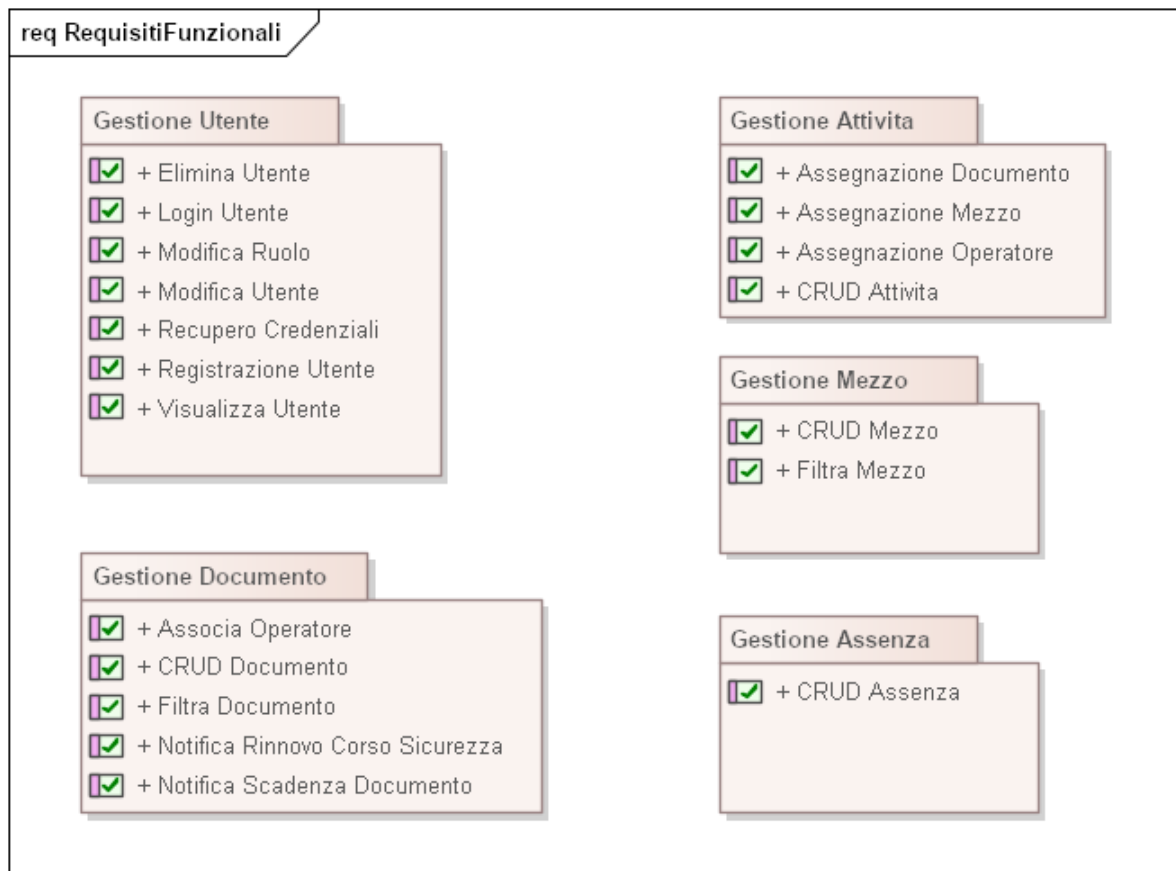 req RequisitiFunzionali
Gestione Utente
+ Elimina Utente
+ Login Utente
+ Modifica Ruolo
+ Modifica Utente
+ Recupero Credenziali
+ Registrazione Utente
+ Visualizza Utente
Gestione Documento
+ Associa Operatore
+ CRUD Documento
+ Filtra Documento
+ Notifica Rinnovo Corso Sicurezza
+ Notifica Scadenza Documento
Gestione Attivita
+ Assegnazione Documento
+ Assegnazione Mezzo
+ Assegnazione Operatore
+ CRUD Attivita
Gestione Mezzo
+ CRUD Mezzo
+ Filtra Mezzo
Gestione Assenza
+ CRUD Assenza